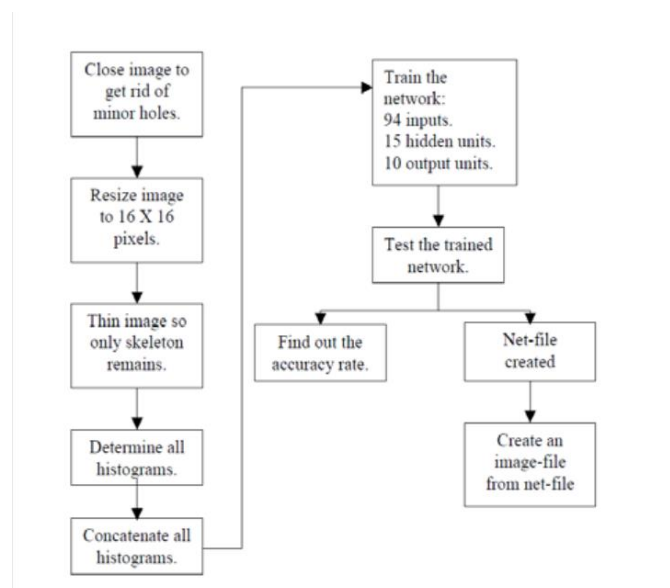 Close image to
get rid of
minor holes.
Resize image
to 16 X 16
pixels.
Thin image so
only skeleton
remains.
Determine all
histograms.
Concatenate all
histograms.
Train the
network:
94 inputs.
15 hidden units.
10 output units.
Test the trained
network.
Find out the
accuracy rate.
Net-file
created
Create an
image-file
from net-file